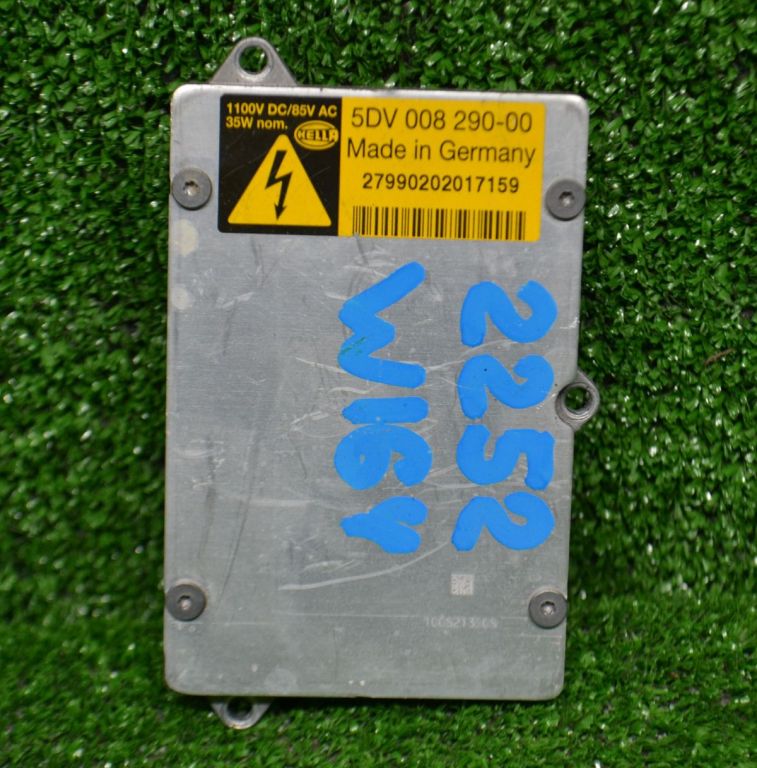 1100V DC/85V AC
35W nom.
HELLA
5DV 008 290-00
Made in Germany
27990202017159
2252
W164